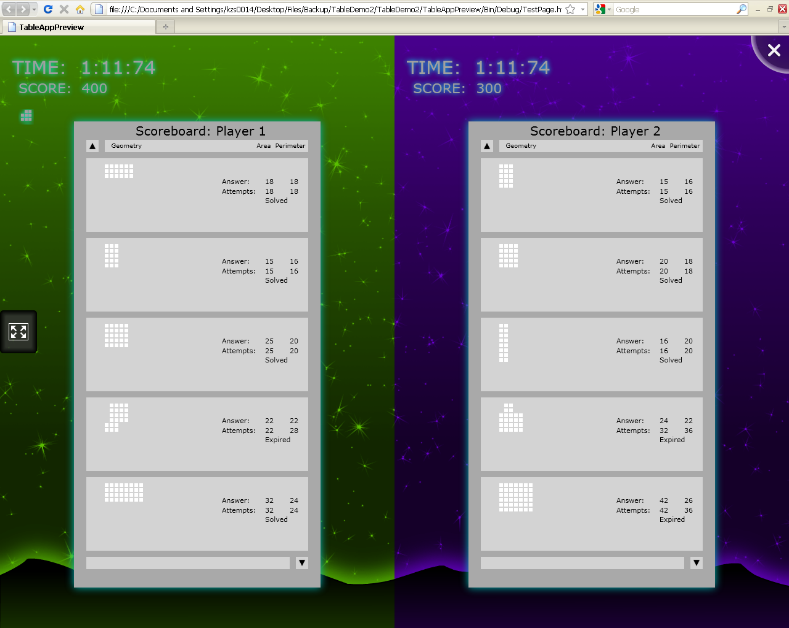 file:///C:/Documents and Settings/kzs0014/Desktop/Files/Backup/TableDemo2/TableDemo2/TableAppPreview/Bin/Debug/TestPage.h
Google
TableAppPreview
TIME: 1:11:74
SCORE: 400
Scoreboard: Player 1
Geometry Area Perimeter
Answer: 18 18
Attempts: 18 18
Solved
Answer: 15 16
Attempts: 15 16
Solved
Answer: 25 20
Attempts: 25 20
Solved
Answer: 22 22
Attempts: 22 28
Expired
Answer: 32 24
Attempts: 32 24
Solved
TIME: 1:11:74
SCORE: 300
Scoreboard: Player 2
Geometry Area Perimeter
Answer: 15 16
Attempts: 15 16
Solved
Answer: 20 18
Attempts: 20 18
Solved
Answer: 16 20
Attempts: 16 20
Solved
Answer: 24 22
Attempts: 32 36
Expired
Answer: 42 26
Attempts: 42 36
Expired